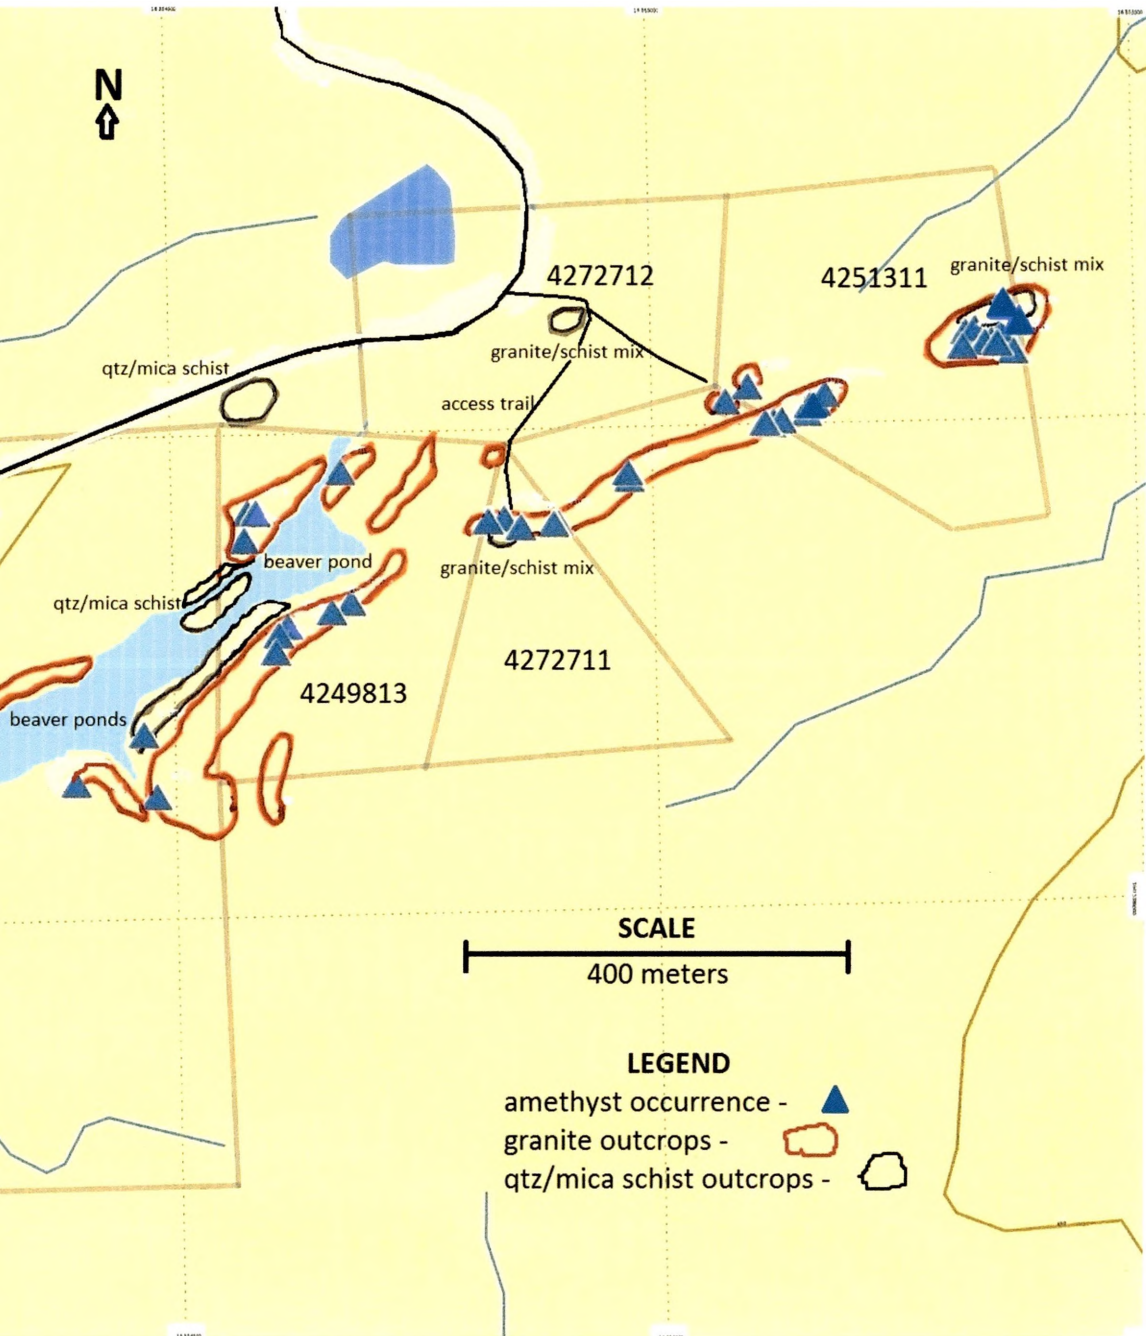 N
4272712
4251311
granite/schist mix
granite/schist mix
qtz/mica schist
access trail
beaver pond
granite/schist mix
qtz/mica schist
4272711
4249813
beaver ponds
SCALE
400 meters
LEGEND
amethyst occurrence -
granite outcrops -
qtz/mica schist outcrops -